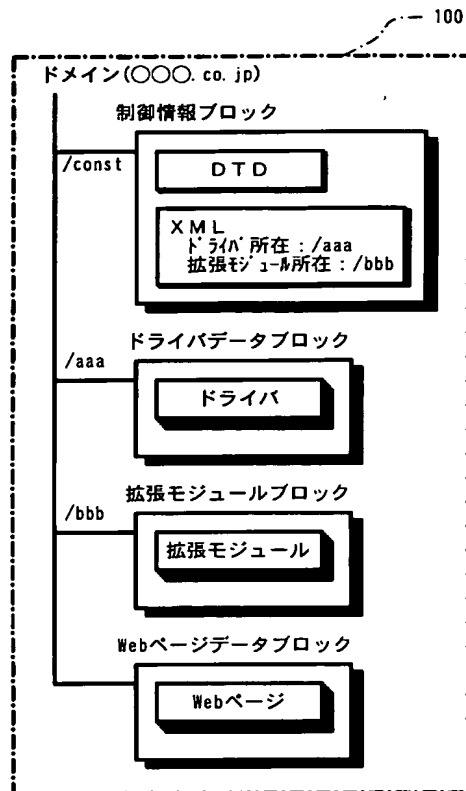 100
ドメイン(○○○.co.jp)
制御情報ブロック
/const
DTD
XML
ドライバ所在:/aaa
拡張モジュール所在:/bbb
ドライバデータブロック
/aaa
ドライバ
拡張モジュールブロック
/bbb
拡張モジュール
Webページデータブロック
Webページ